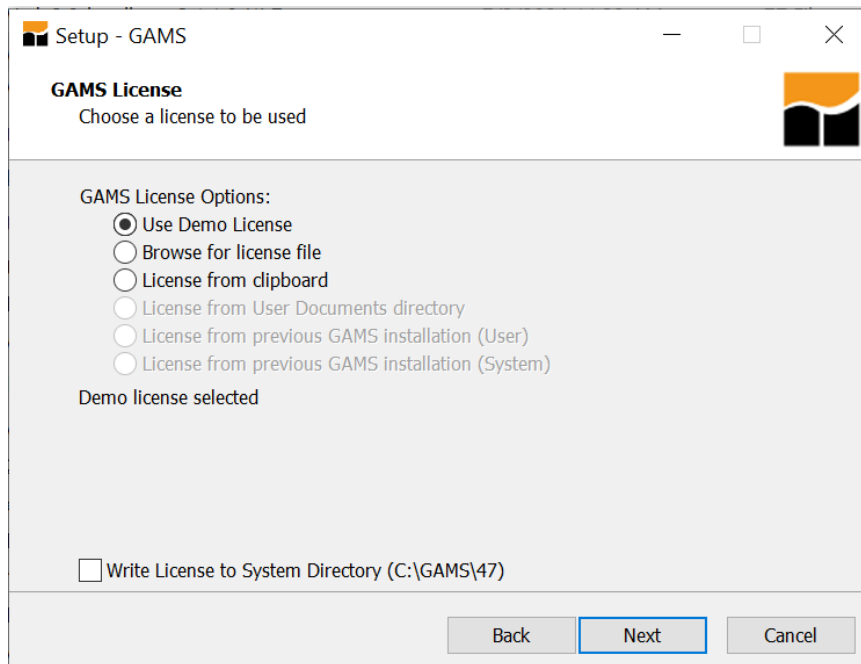 Setup - GAMS
GAMS License
Choose a license to be used
GAMS License Options:
Use Demo License
Browse for license file
License from clipboard
License from User Documents directory
License from previous GAMS installation (User)
License from previous GAMS installation (System)
Demo license selected
Write License to System Directory (C:\GAMS\47)
Back
Next
Cancel